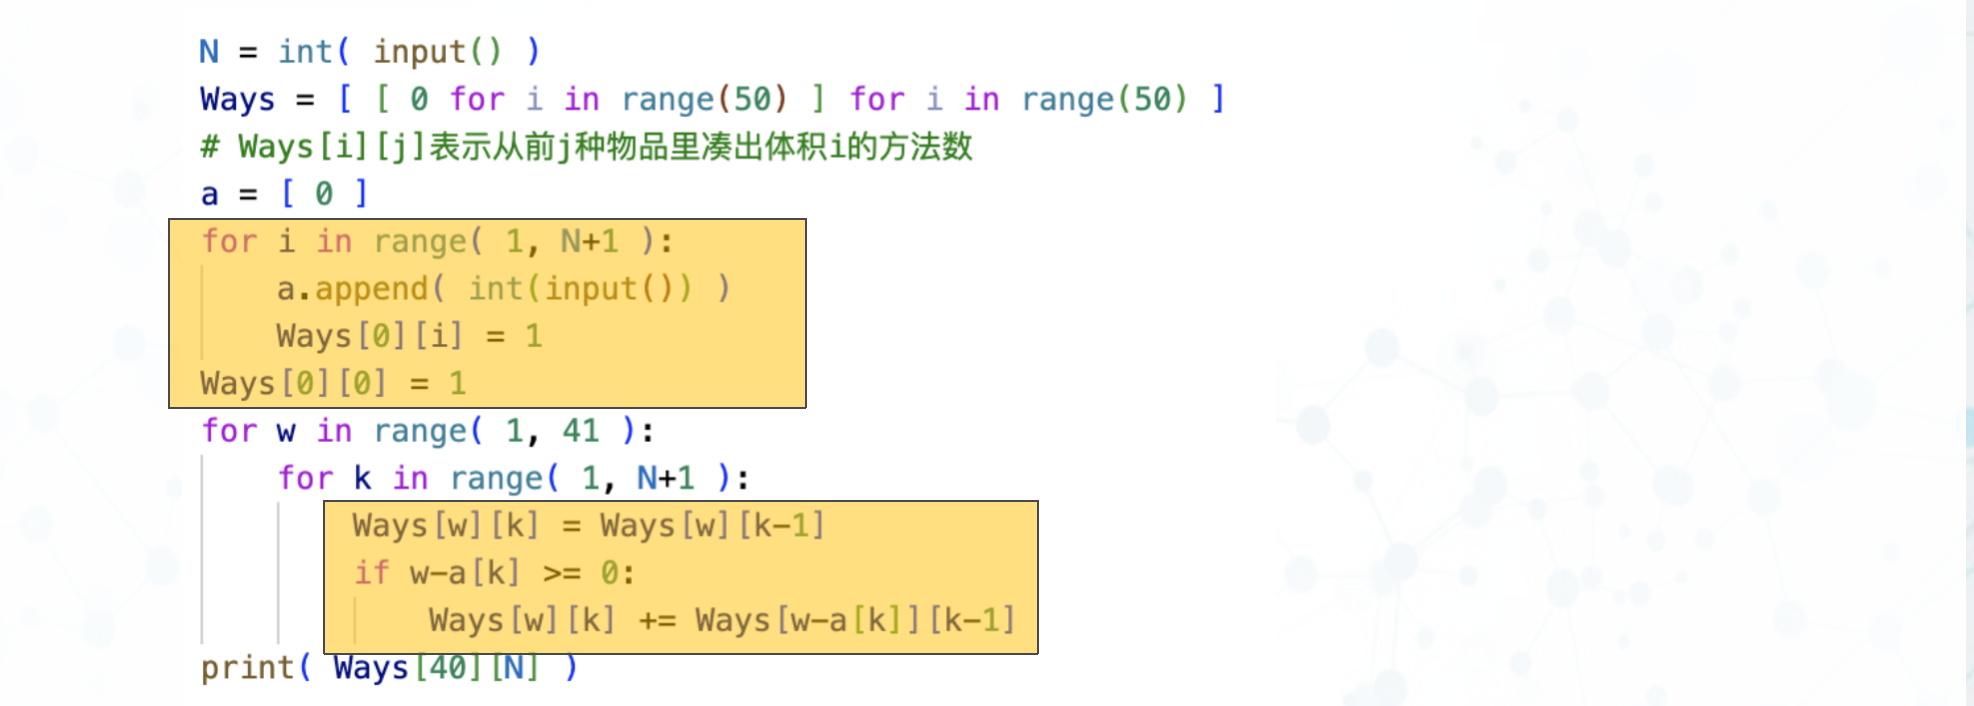 N = int( input() )
Ways = [ [ 0 for i in range(50) ] for i in range(50) ]
# Ways[i][j]表示从前j种物品里凑出体积i的方法数
a = [ 0 ]
for i in range( 1, N+1 ):
    a.append( int(input()) )
    Ways[0][i] = 1
Ways[0][0] = 1
for w in range( 1, 41 ):
    for k in range( 1, N+1 ):
        Ways[w][k] = Ways[w][k-1]
        if w-a[k] >= 0:
            Ways[w][k] += Ways[w-a[k]][k-1]
print( Ways[40][N] )